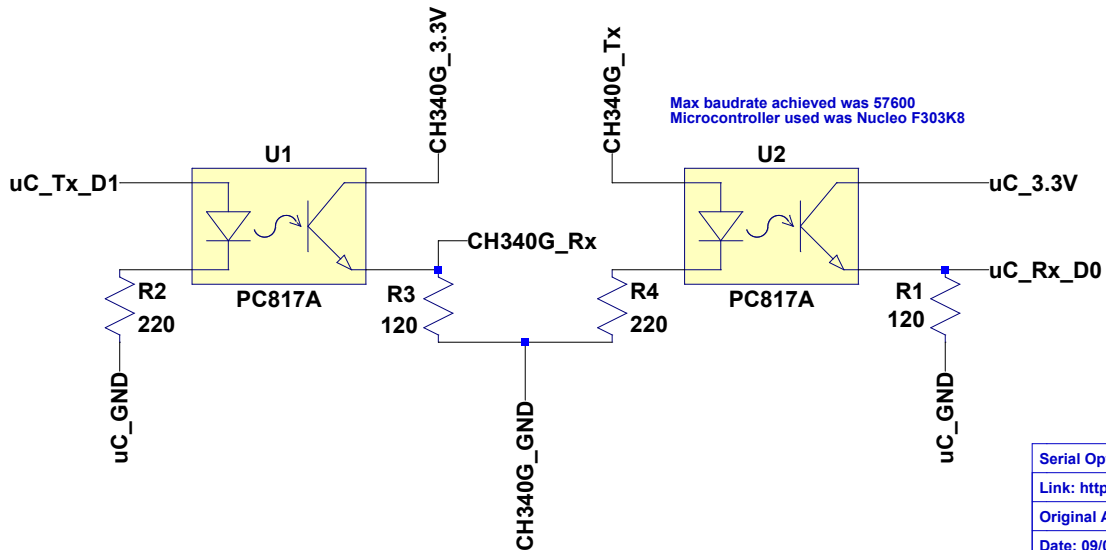 CH340G_3.3V
CH340G_Tx
Max baudrate achieved was 57600
Microcontroller used was Nucleo F303K8
U1
U2
uC_Tx_D1
uC_3.3V
CH340G_Rx
uC_Rx_D0
PC817A
PC817A
R2
220
R3
120
R4
220
R1
120
uC_GND
CH340G_GND
uC_GND
Serial Op
Link: http
Original A
Date: 09/0